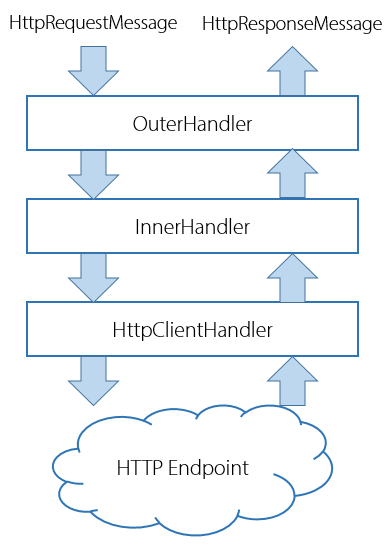 HttpRequestMessage HttpResponseMessage
OuterHandler
InnerHandler
HttpClientHandler
HTTP Endpoint